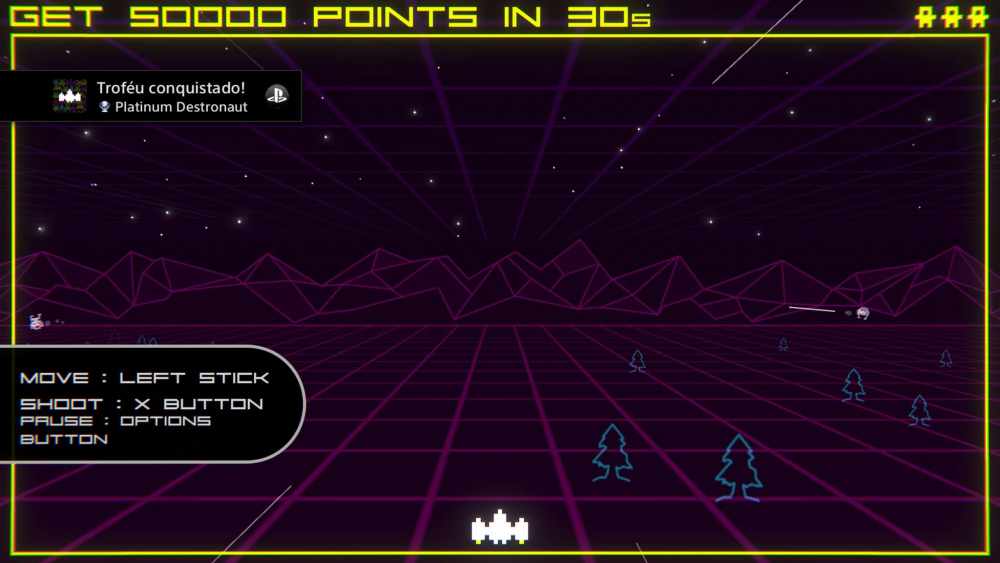 GET 50000 POINTS IN 30s
Troféu conquistado!
Platinum Destronaut
MOVE : LEFT STICK
SHOOT : X BUTTON
PAUSE : OPTIONS
BUTTON